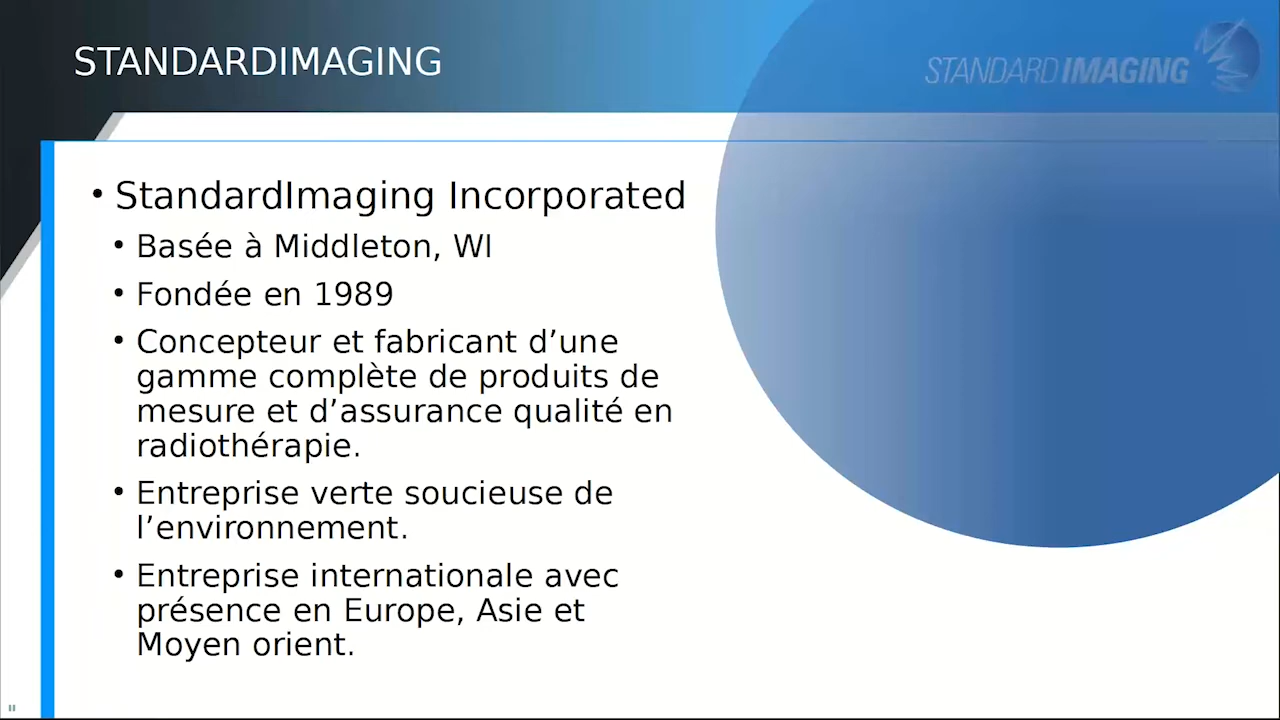 STANDARDIMAGING
STANDARD IMAGING
• StandardImaging Incorporated
• Basée à Middleton, WI
• Fondée en 1989
• Concepteur et fabricant d’une
gamme complète de produits de
mesure et d’assurance qualité en
radiothérapie.
• Entreprise verte soucieuse de
l’environnement.
• Entreprise internationale avec
présence en Europe, Asie et
Moyen orient.